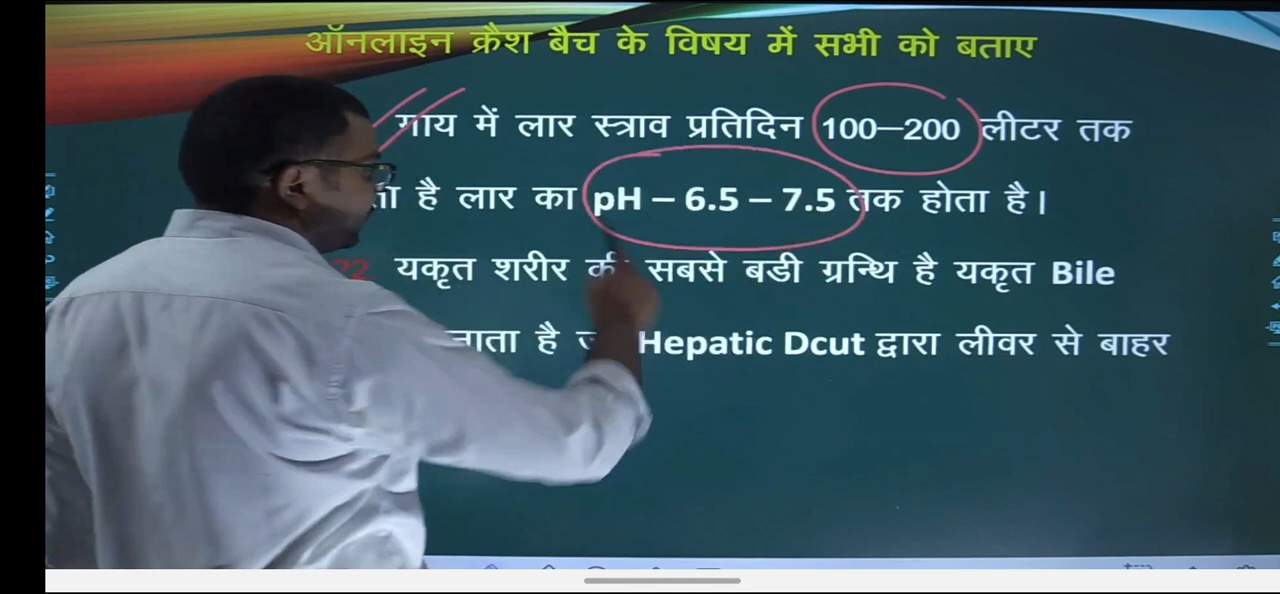 ऑनलाइन क्रैश बैच के विषय में सभी को बताए
गाय में लार स्त्राव प्रतिदिन 100–200 लीटर तक
है लार का pH – 6.5 – 7.5 तक होता है।
22. यकृत शरीर की सबसे बडी ग्रन्थि है यकृत Bile
है Hepatic Dcut द्वारा लीवर से बाहर